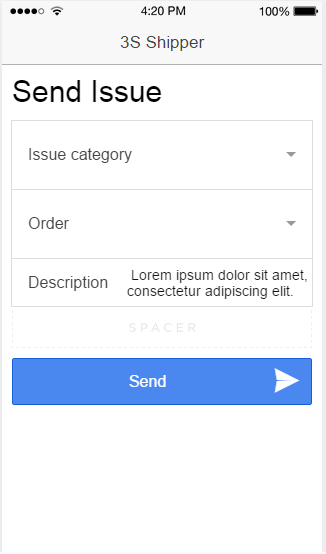 4:20 PM
100%
3S Shipper
Send Issue
Issue category
Order
Description
Lorem ipsum dolor sit amet,
consectetur adipiscing elit.
SPACER
Send